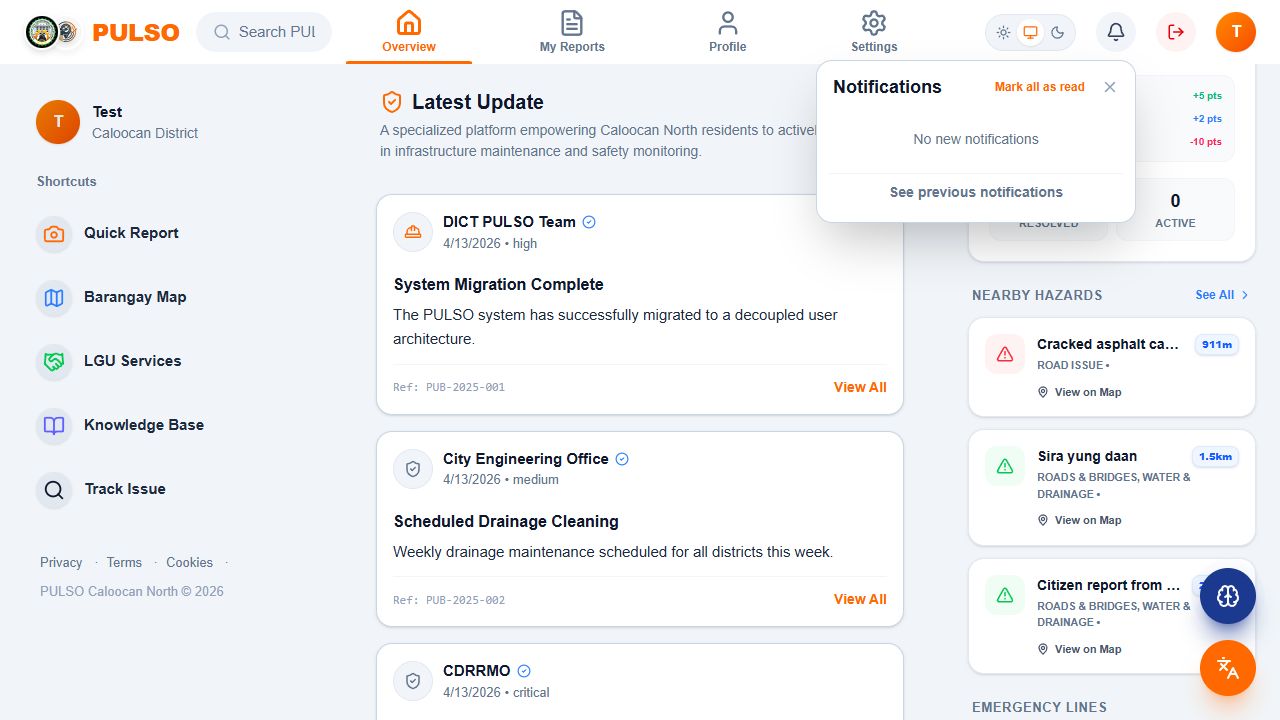 PULSO
Search PUL
Overview
My Reports
Profile
Settings
T
T
Test
Caloocan District
Shortcuts
Quick Report
Barangay Map
LGU Services
Knowledge Base
Track Issue
Privacy · Terms · Cookies ·
PULSO Caloocan North © 2026
Latest Update
A specialized platform empowering Caloocan North residents to
in infrastructure maintenance and safety monitoring.
DICT PULSO Team
4/13/2026 • high
System Migration Complete
The PULSO system has successfully migrated to a decoupled user
architecture.
Ref: PUB-2025-001
View All
City Engineering Office
4/13/2026 • medium
Scheduled Drainage Cleaning
Weekly drainage maintenance scheduled for all districts this week.
Ref: PUB-2025-002
View All
CDRRMO
4/13/2026 • critical
Notifications
Mark all as read
No new notifications
See previous notifications
+5 pts
+2 pts
-10 pts
RESOLVED
0
ACTIVE
NEARBY HAZARDS
See All
Cracked asphalt ca...
911m
ROAD ISSUE •
View on Map
Sira yung daan
1.5km
ROADS & BRIDGES, WATER &
DRAINAGE •
View on Map
Citizen report from ...
ROADS & BRIDGES, WATER &
DRAINAGE •
View on Map
EMERGENCY LINES